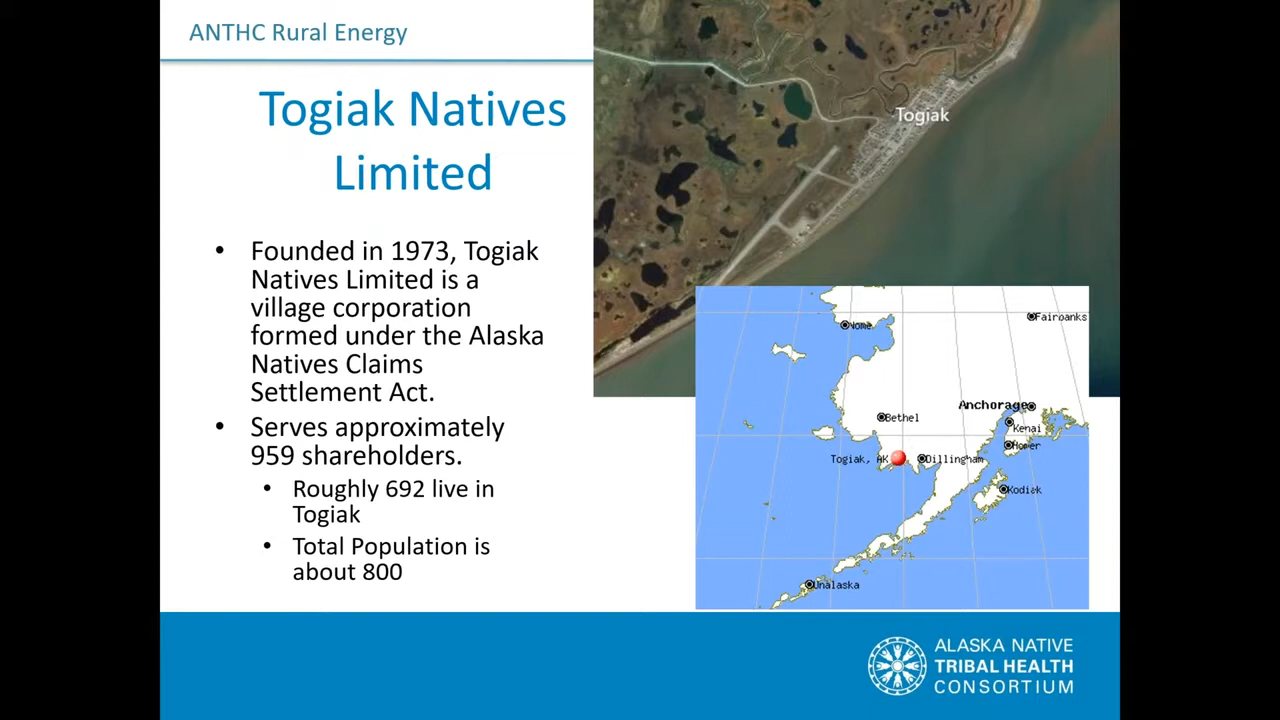 ANTHC Rural Energy
Togiak Natives
Limited
• Founded in 1973, Togiak
Natives Limited is a
village corporation
formed under the Alaska
Natives Claims
Settlement Act.
• Serves approximately
959 shareholders.
• Roughly 692 live in
Togiak
• Total Population is
about 800
Togiak
Nome
Fairbanks
Anchorage
Bethel
Kenai
Homer
Togiak, AK
Dillingham
Kodiak
Unalaska
ALASKA NATIVE
TRIBAL HEALTH
CONSORTIUM